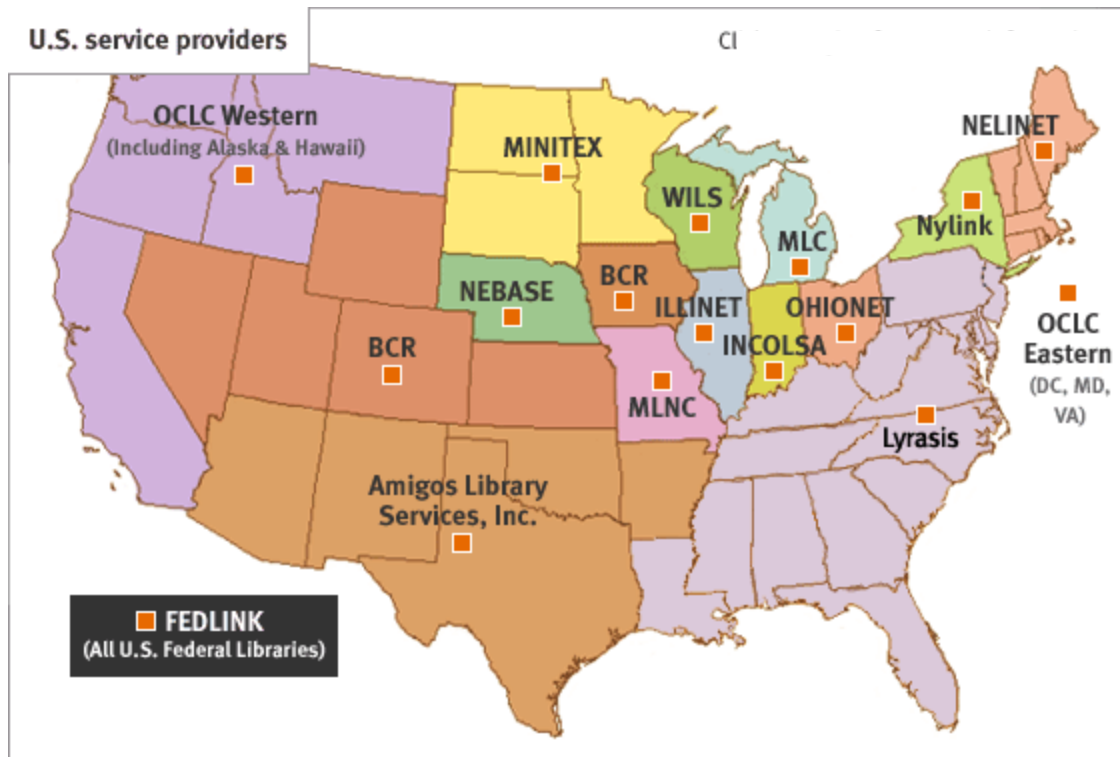 U.S. service providers
Cl
OCLC Western
(Including Alaska & Hawaii)
MINITEX
NELINET
WILS
Nylink
MLC
BCR
NEBASE
ILLINET
OHIONET
INCOLSA
OCLC
Eastern
(DC, MD,
VA)
BCR
MLNC
Lyrasis
Amigos Library
Services, Inc.
FEDLINK
(All U.S. Federal Libraries)